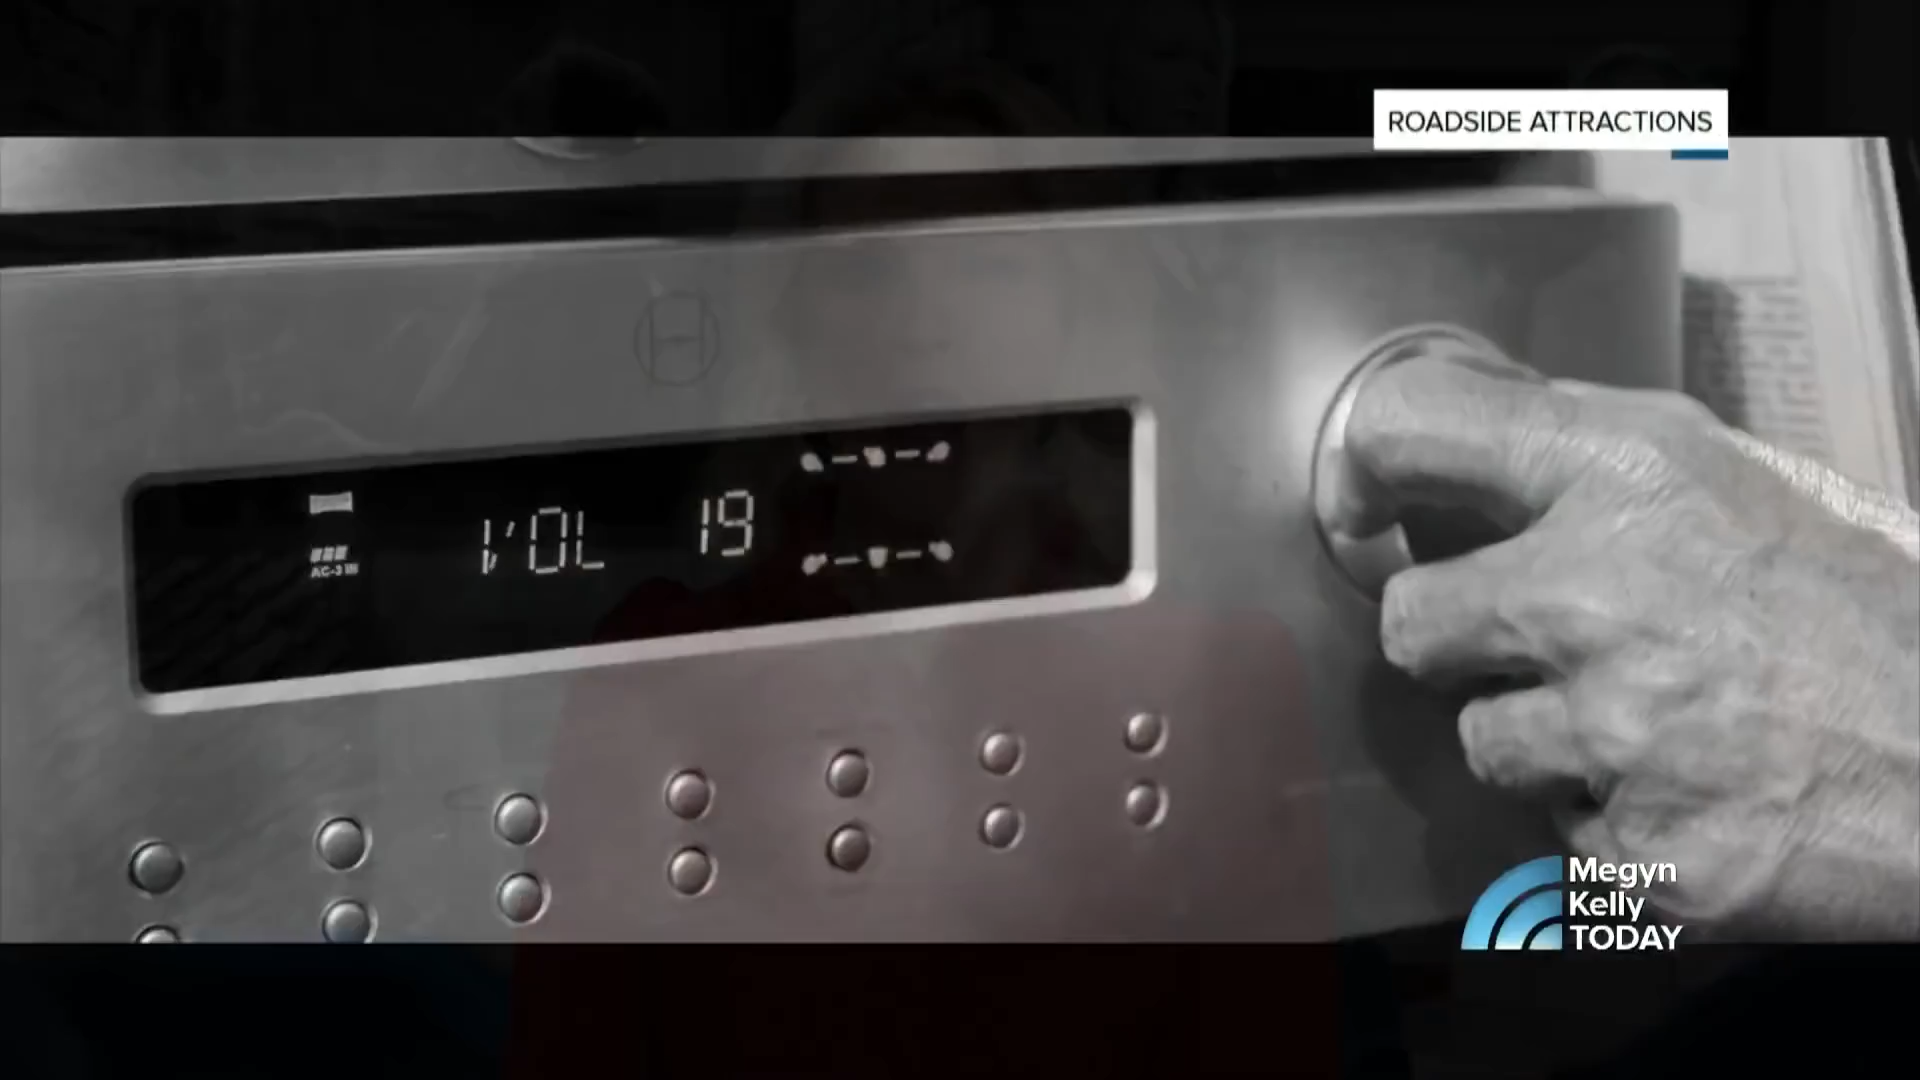 ROADSIDE ATTRACTIONS
VOL 19
AC-3
Megyn
Kelly
TODAY